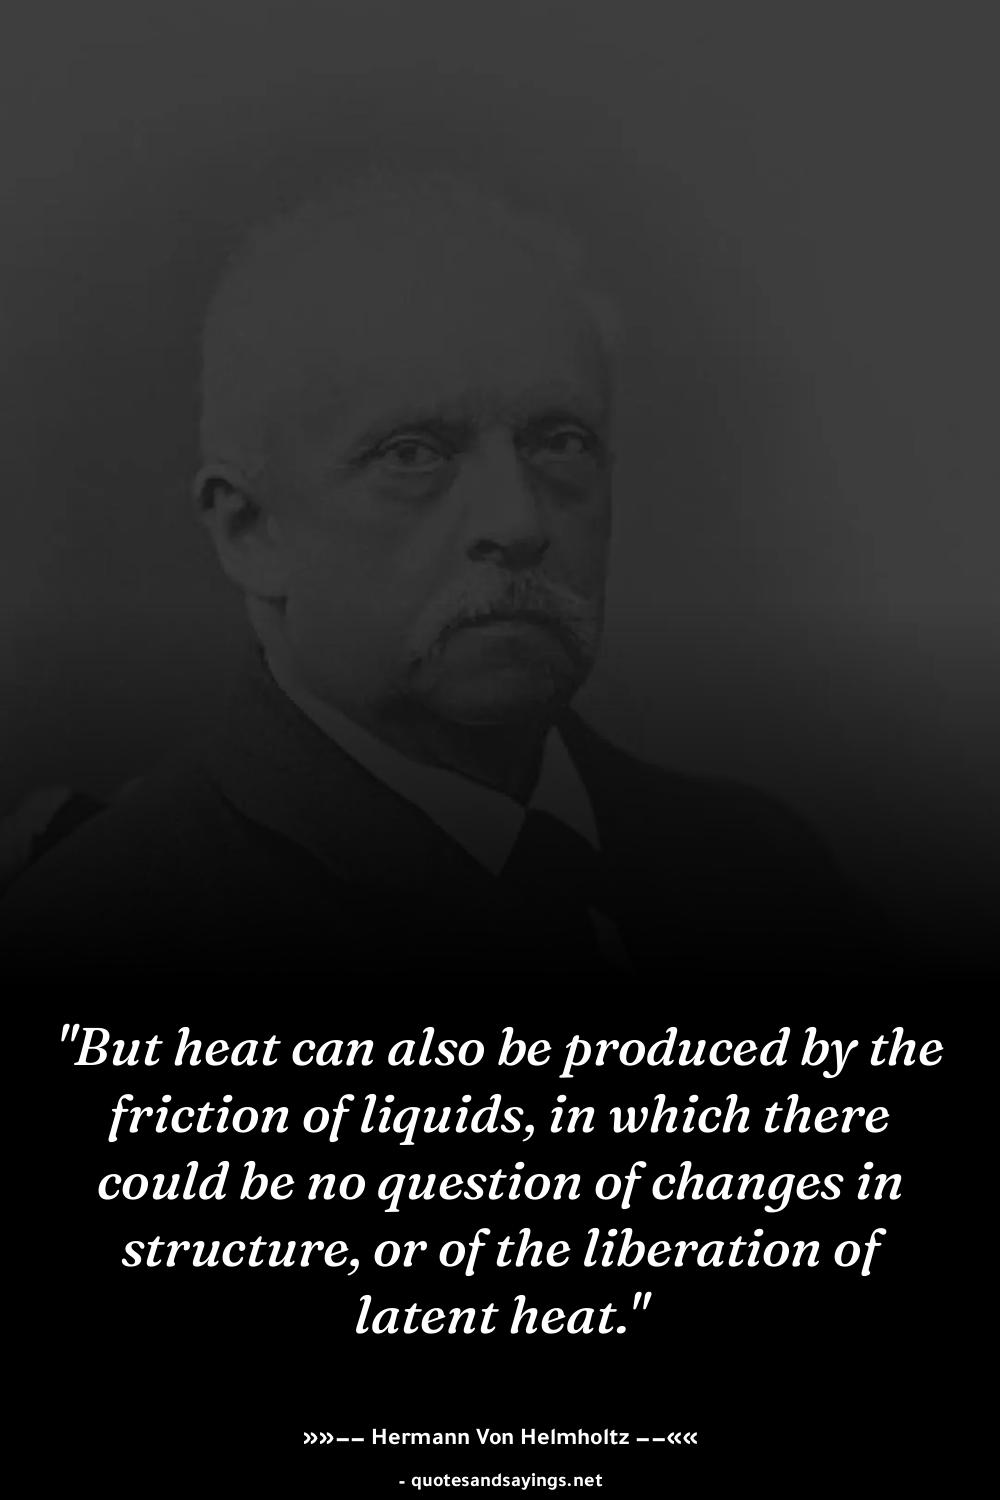 "But heat can also be produced by the
friction of liquids, in which there
could be no question of changes in
structure, or of the liberation of
latent heat."
»»–– Hermann Von Helmholtz ––««
- quotesandsayings.net